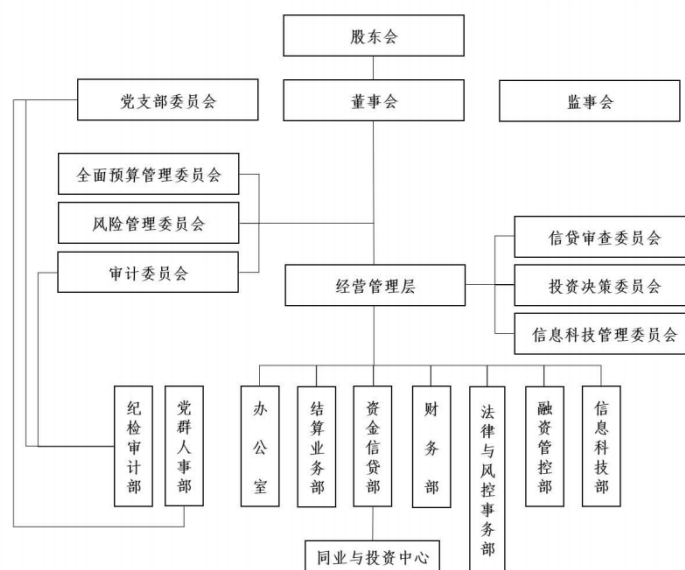 股东会
党支部委员会
董事会
监事会
全面预算管理委员会
风险管理委员会
信贷审查委员会
审计委员会
经营管理层
投资决策委员会
信息科技管理委员会
纪检审计部
党群人事部
办公室
结算业务部
资金信贷部
财务部
法律与风控事务部
融资管控部
信息科技部
同业与投资中心